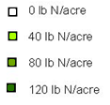 0 lb N/acre
40 lb N/acre
80 lb N/acre
120 lb N/acre